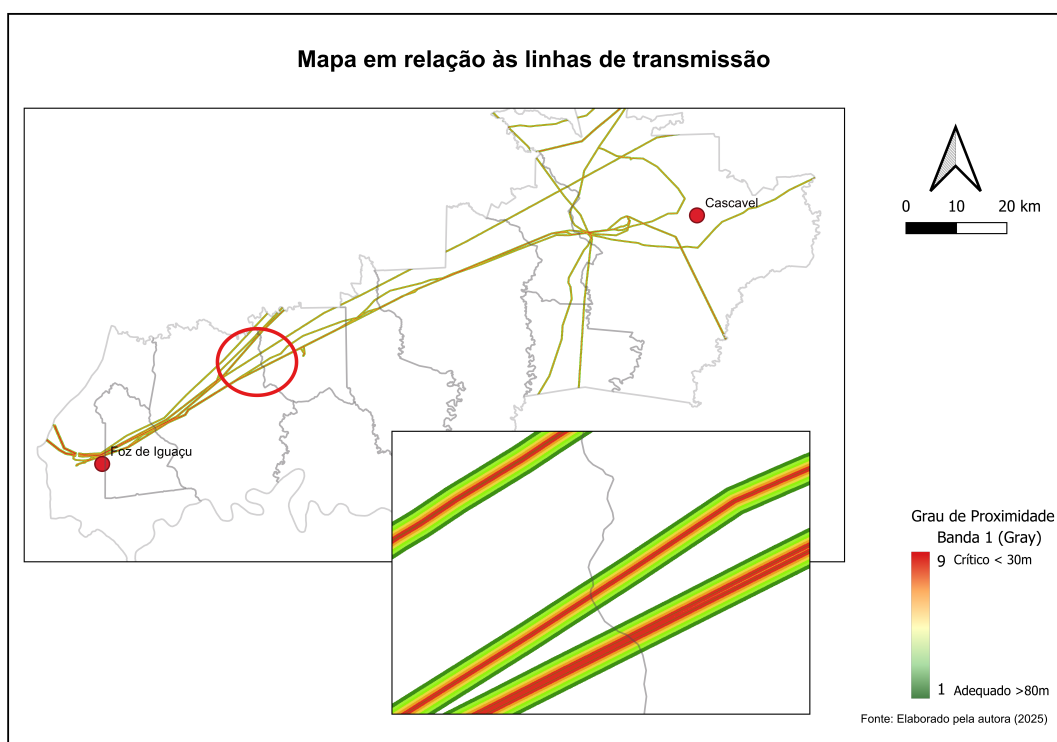 Mapa em relação às linhas de transmissão
Cascavel
0 10 20 km
Foz de Iguaçu
Grau de Proximidade
Banda 1 (Gray)
9 Crítico < 30m
1 Adequado >80m
Fonte: Elaborado pela autora (2025)